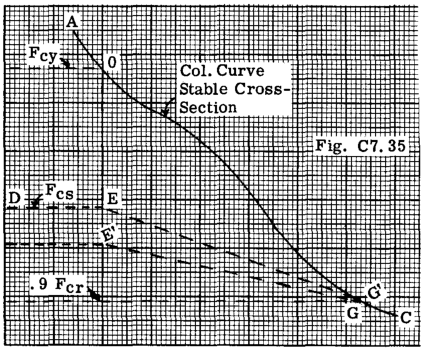 A
Fcy
0
Col. Curve
Stable Cross-
Section
Fig. C7.35
D
Fcs
E
E'
.9 Fcr
G'
G
C